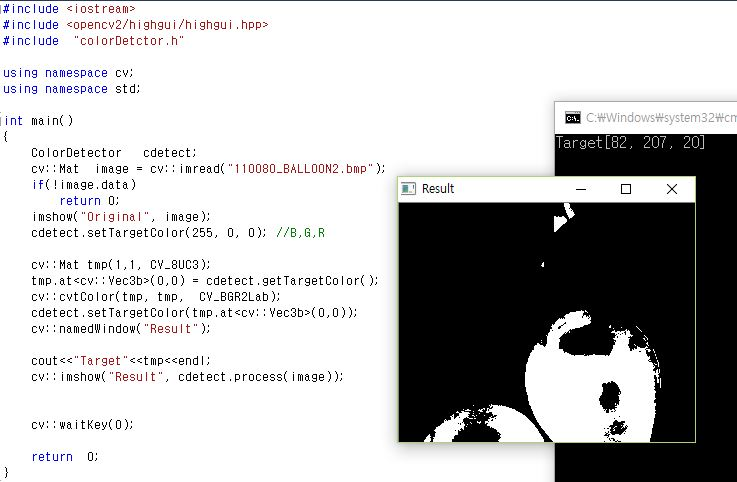 #include <iostream>
#include <opencv2/highgui/highgui.hpp>
#include  "colorDetctor.h"
using namespace cv;
using namespace std;
int main()
{
ColorDetector   cdetect;
cv::Mat  image = cv::imread("110080_BALLOON2.bmp");
if(!image.data)
return 0;
imshow("Original", image);
cdetect.setTargetColor(255, 0, 0); //B,G,R
cv::Mat tmp(1,1, CV_8UC3);
tmp.at<cv::Vec3b>(0,0) = cdetect.getTargetColor();
cv::cvtColor(tmp, tmp,  CV_BGR2Lab);
cdetect.setTargetColor(tmp.at<cv::Vec3b>(0,0));
cv::namedWindow("Result");
cout<<"Target"<<tmp<<endl;
cv::imshow("Result", cdetect.process(image));
cv::waitKey(0);
return  0;
}
C:₩Windows₩system32₩cm
Target[82, 207, 20]
Result